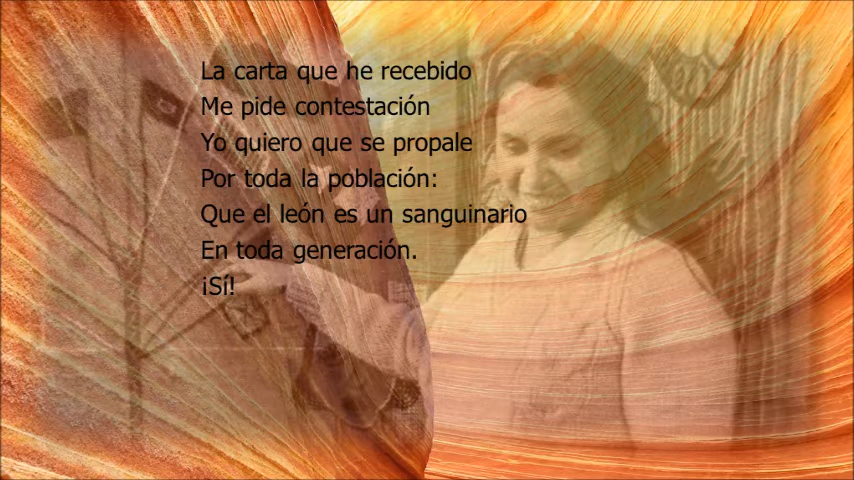 La carta que he recebido
Me pide contestación
Yo quiero que se propale
Por toda la población:
Que el león es un sanguinario
En toda generación.
¡Sí!